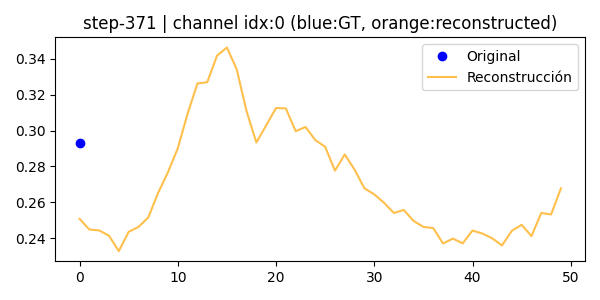 step-371 | channel idx:0 (blue:GT, orange:reconstructed)
Original
Reconstrucción
0.34
0.32
0.30
0.28
0.26
0.24
0 10 20 30 40 50